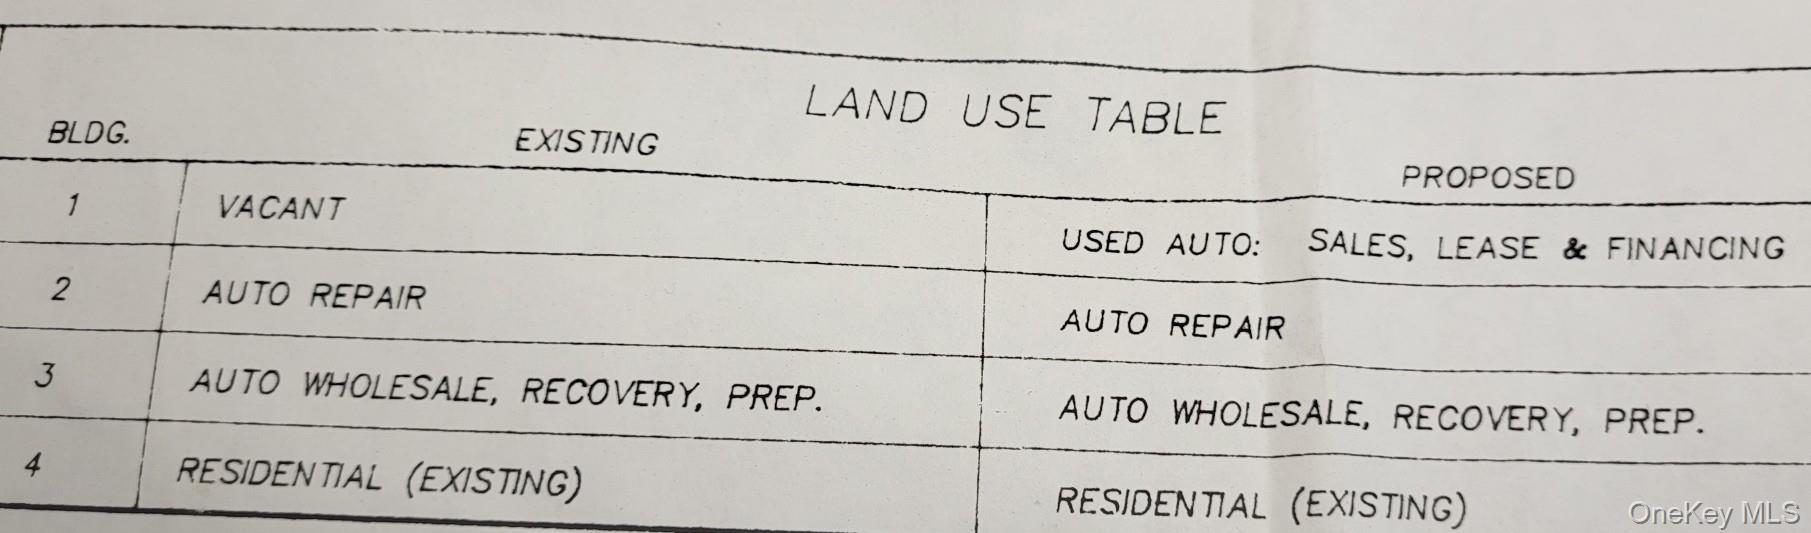 LAND USE TABLE
BLDG. EXISTING PROPOSED
1 VACANT USED AUTO: SALES, LEASE & FINANCING
2 AUTO REPAIR AUTO REPAIR
3 AUTO WHOLESALE, RECOVERY, PREP. AUTO WHOLESALE, RECOVERY, PREP.
4 RESIDENTIAL (EXISTING) RESIDENTIAL (EXISTING)
OneKey MLS